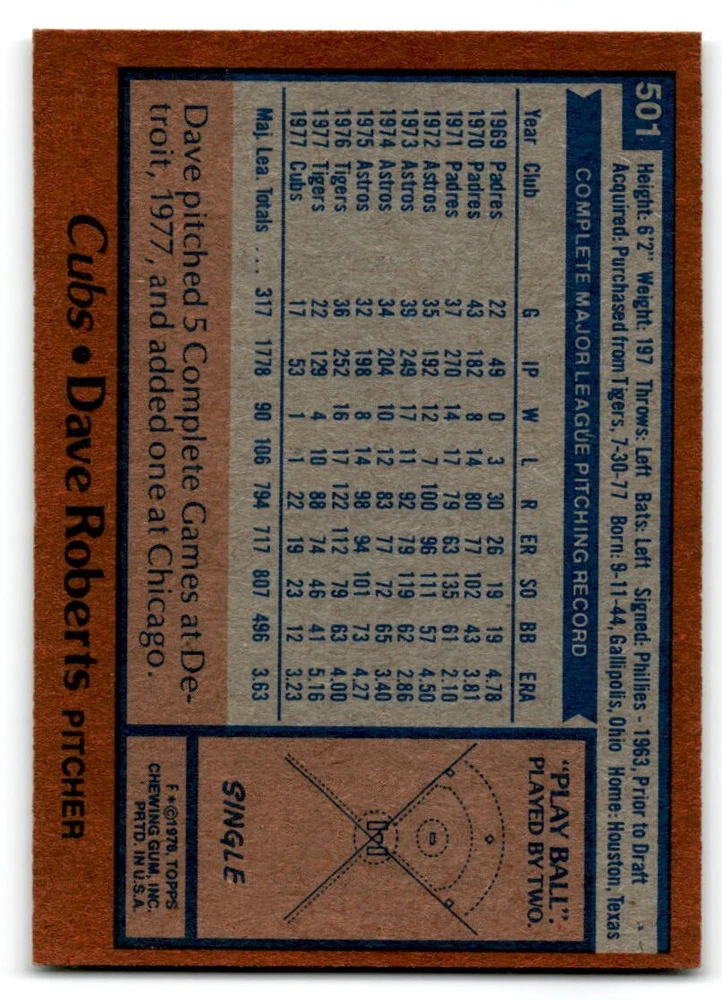 501
Height: 6'2" Weight: 197 Throws: Left Bats: Left Signed: Phillies - 1963, Prior to Draft
Acquired: Purchased from Tigers, 7-30-77 Born: 9-11-44, Gallipolis, Ohio Home: Houston, Texas
COMPLETE MAJOR LEAGUE PITCHING RECORD
Year Club G IP W L R ER SO BB ERA
1969 Padres 22 49 0 3 30 26 19 19 4.78
1970 Padres 43 182 8 14 80 77 102 43 3.81
1971 Padres 37 270 14 17 79 63 135 61 2.10
1972 Astros 35 192 12 7 100 96 111 57 4.50
1973 Astros 39 249 17 11 92 79 119 62 2.86
1974 Astros 34 204 10 12 83 77 72 65 3.40
1975 Astros 32 198 8 14 98 94 101 73 4.27
1976 Tigers 36 252 16 17 122 112 79 63 4.00
1977 Tigers 22 129 4 10 88 74 46 41 5.16
1977 Cubs 17 53 1 1 22 19 23 12 3.23
Maj. Lea. Totals .... 317 1778 90 106 794 717 807 496 3.63
Dave pitched 5 Complete Games at De-
troit, 1977, and added one at Chicago.
"PLAY BALL":
PLAYED BY TWO.
SINGLE
F*©1978 TOPPS
CHEWING GUM, INC.
PRTD. IN U.S.A.
Cubs • Dave Roberts PITCHER